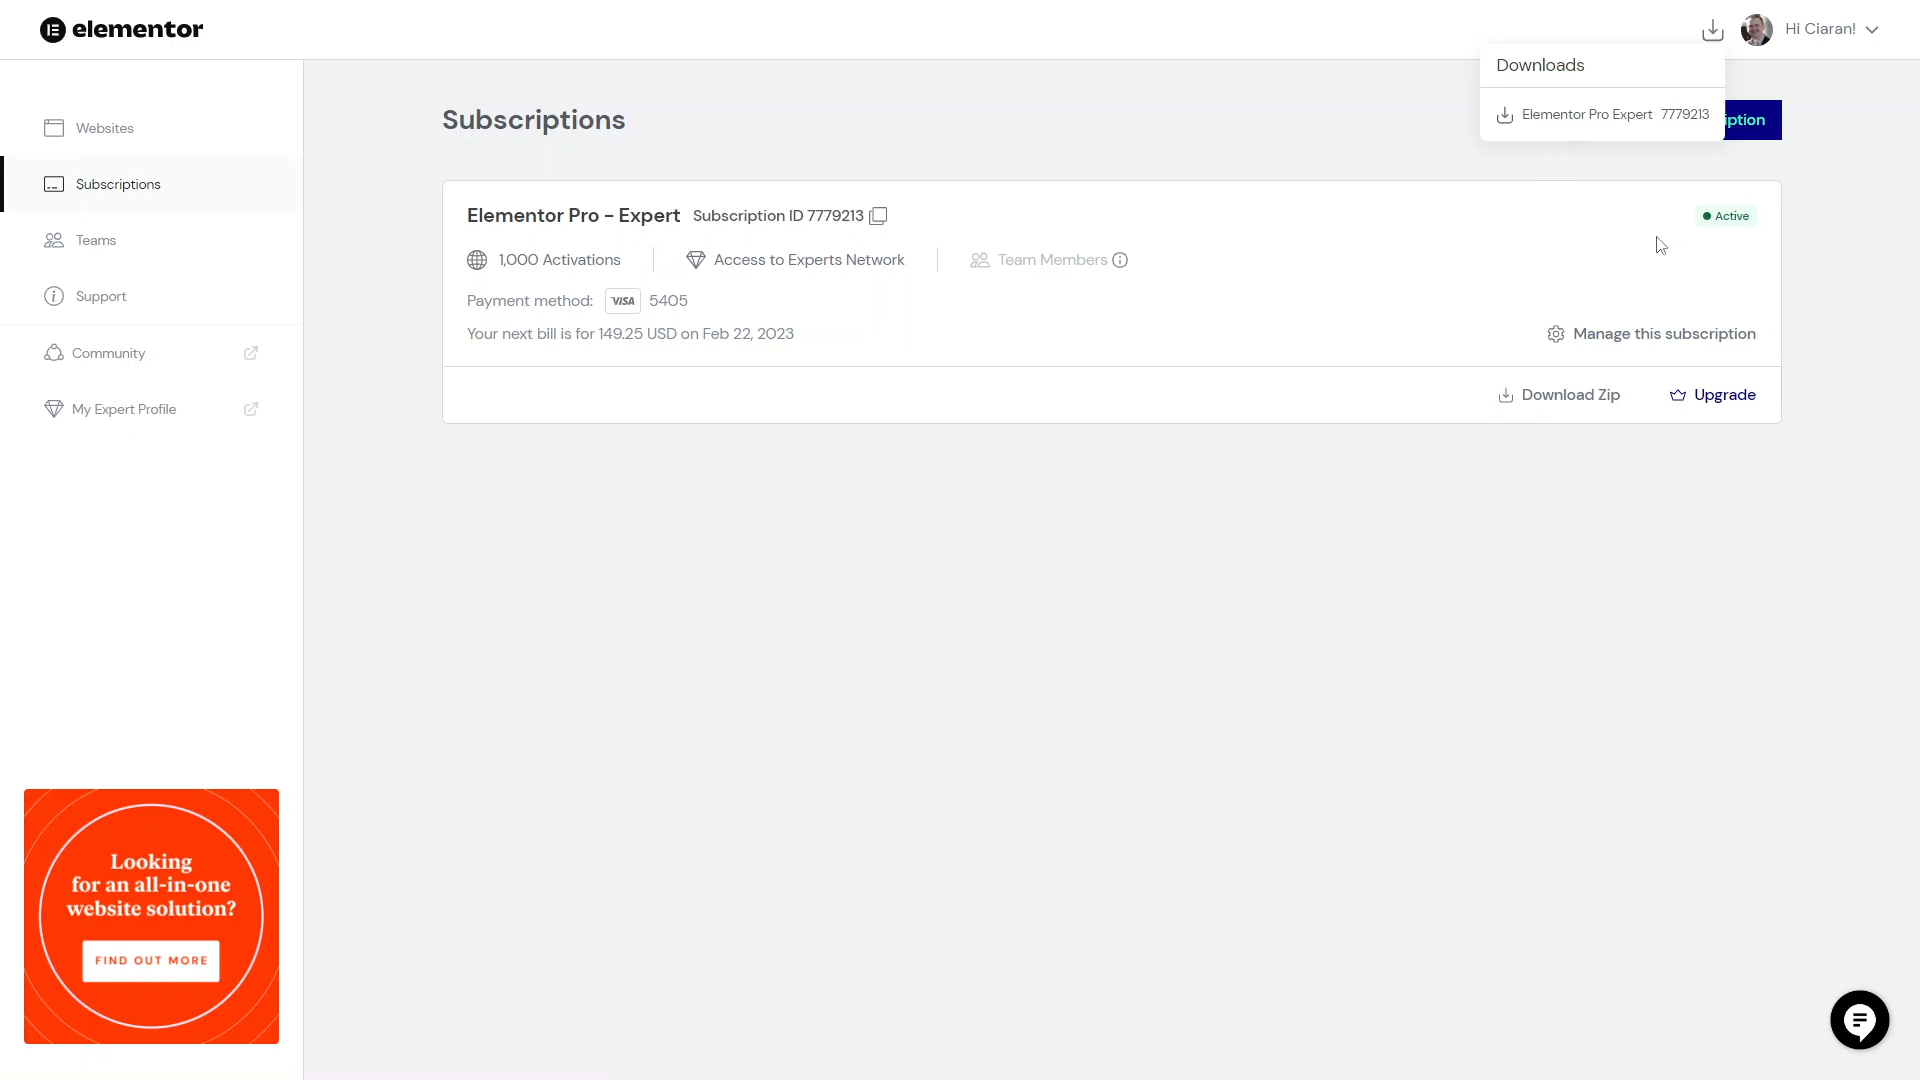 elementor
Hi Ciaran!
Downloads
Elementor Pro Expert 7779213
Websites
Subscriptions
Teams
Support
Community
My Expert Profile
Subscriptions
iption
Elementor Pro - Expert Subscription ID 7779213
Active
1,000 Activations
Access to Experts Network
Team Members
Payment method: VISA 5405
Your next bill is for 149.25 USD on Feb 22, 2023
Manage this subscription
Download Zip
Upgrade
Looking
for an all-in-one
website solution?
FIND OUT MORE